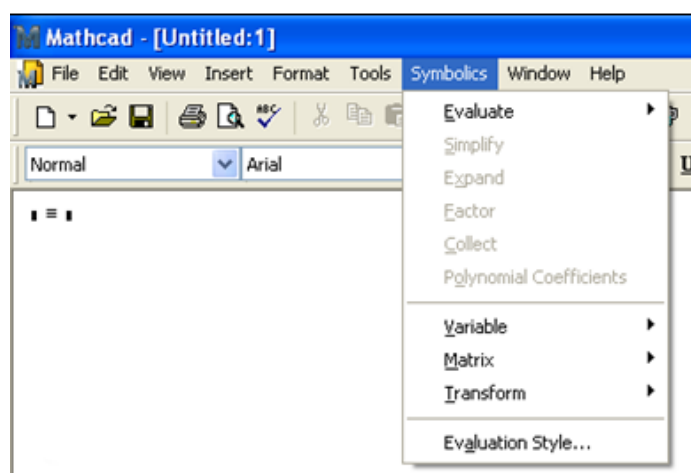 Mathcad - [Untitled:1]
File Edit View Insert Format Tools Symbolics Window Help
ABC
Normal Arial U
≡
Evaluate
Simplify
Expand
Factor
Collect
Polynomial Coefficients
Variable
Matrix
Transform
Evaluation Style...